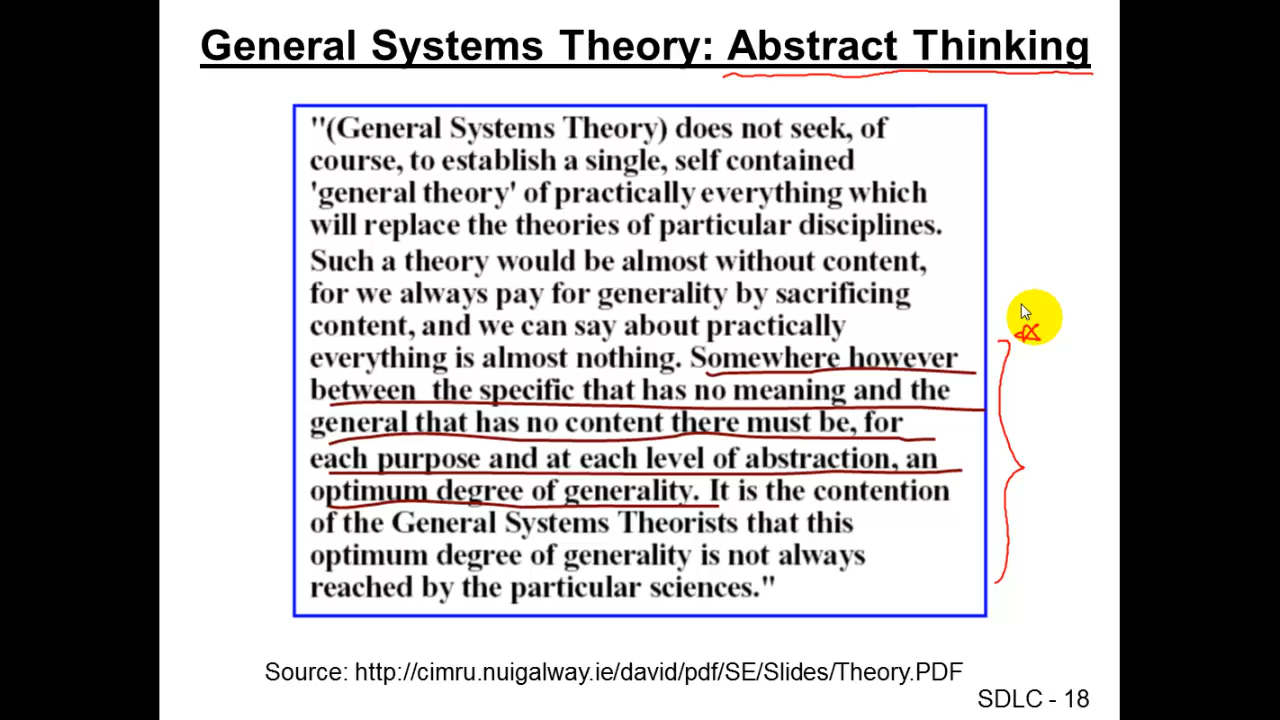 General Systems Theory: Abstract Thinking
"(General Systems Theory) does not seek, of
course, to establish a single, self contained
'general theory' of practically everything which
will replace the theories of particular disciplines.
Such a theory would be almost without content,
for we always pay for generality by sacrificing
content, and we can say about practically
everything is almost nothing. Somewhere however
between the specific that has no meaning and the
general that has no content there must be, for
each purpose and at each level of abstraction, an
optimum degree of generality. It is the contention
of the General Systems Theorists that this
optimum degree of generality is not always
reached by the particular sciences."
Source: http://cimru.nuigalway.ie/david/pdf/SE/Slides/Theory.PDF
SDLC - 18